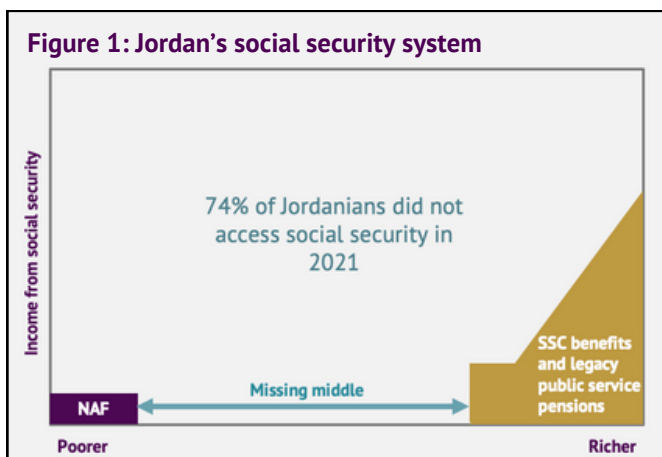 Figure 1: Jordan’s social security system
Income from social security
74% of Jordanians did not
access social security in
2021
SSC benefits
and legacy
public service
pensions
Missing middle
NAF
Poorer
Richer